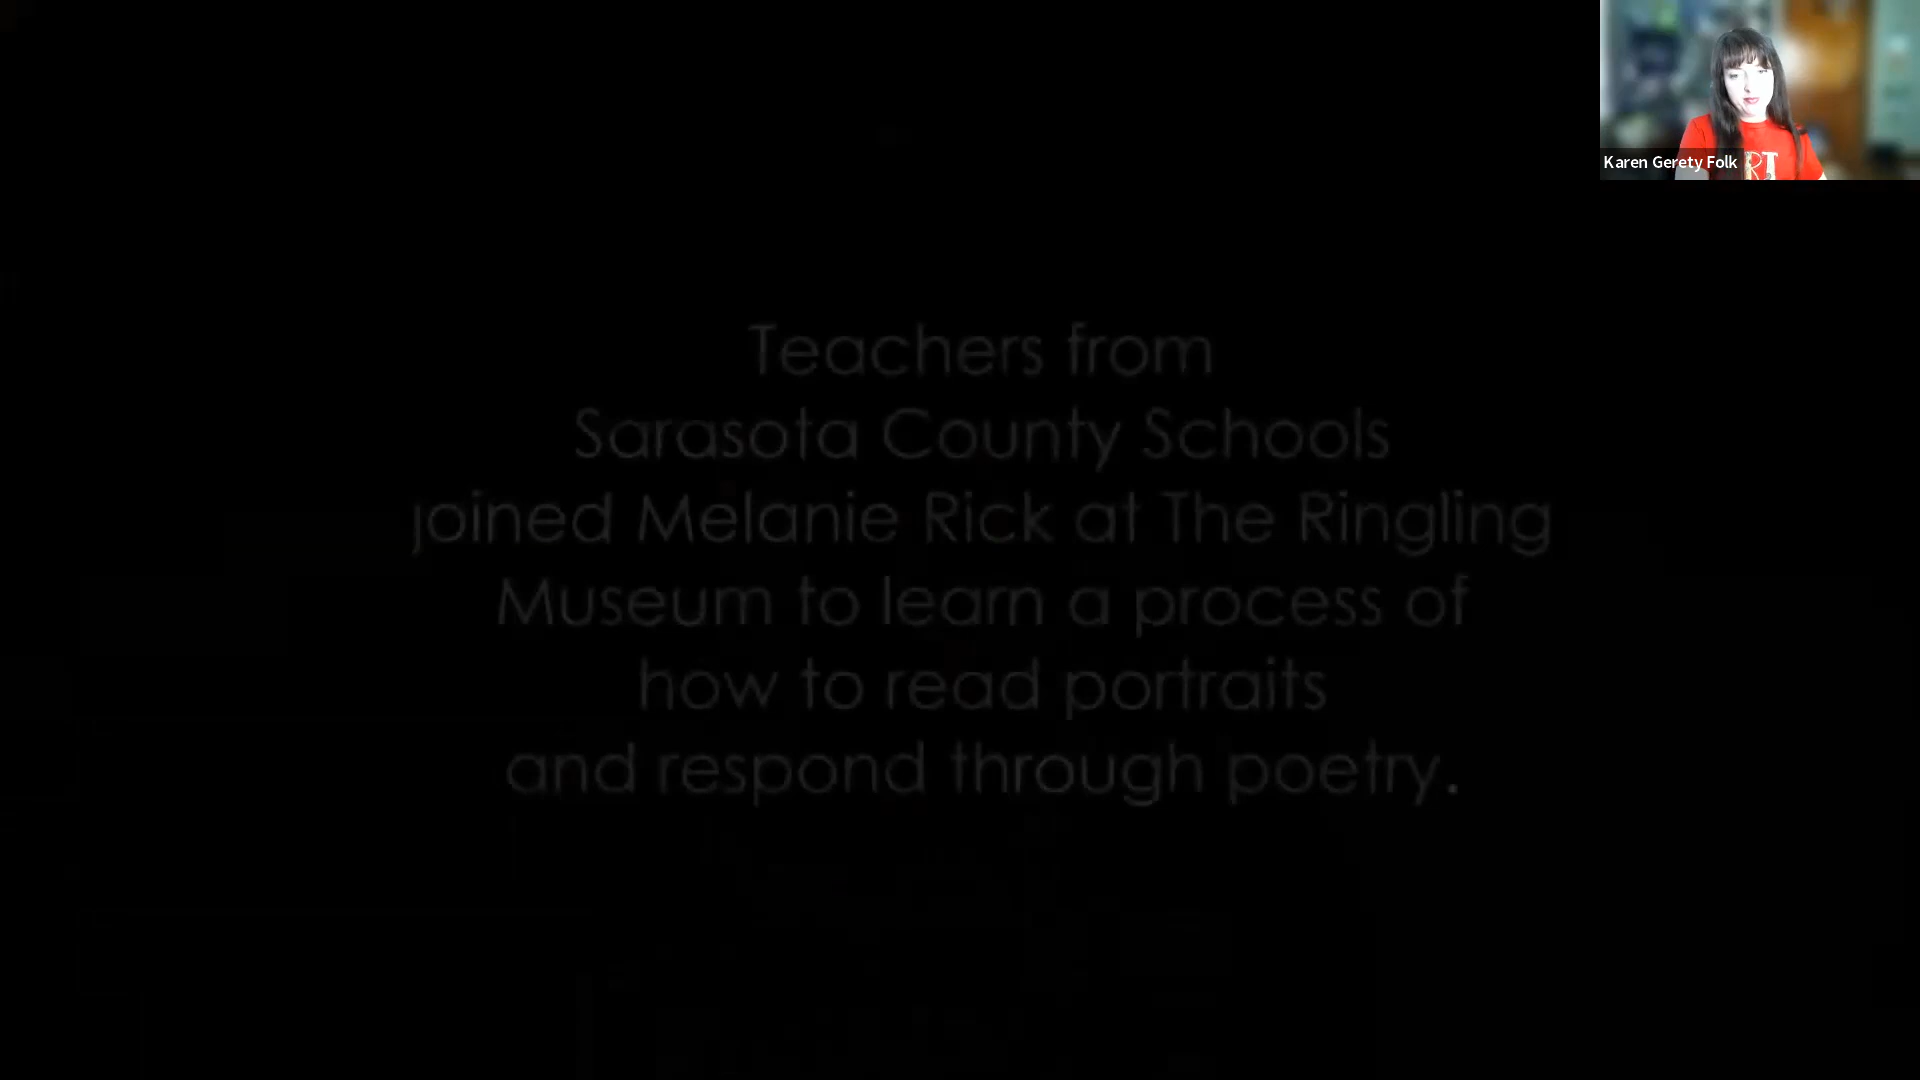 Karen Gerety Folk
Teachers from
Sarasota County Schools
joined Melanie Rick at The Ringling
Museum to learn a process of
how to read portraits
and respond through poetry.